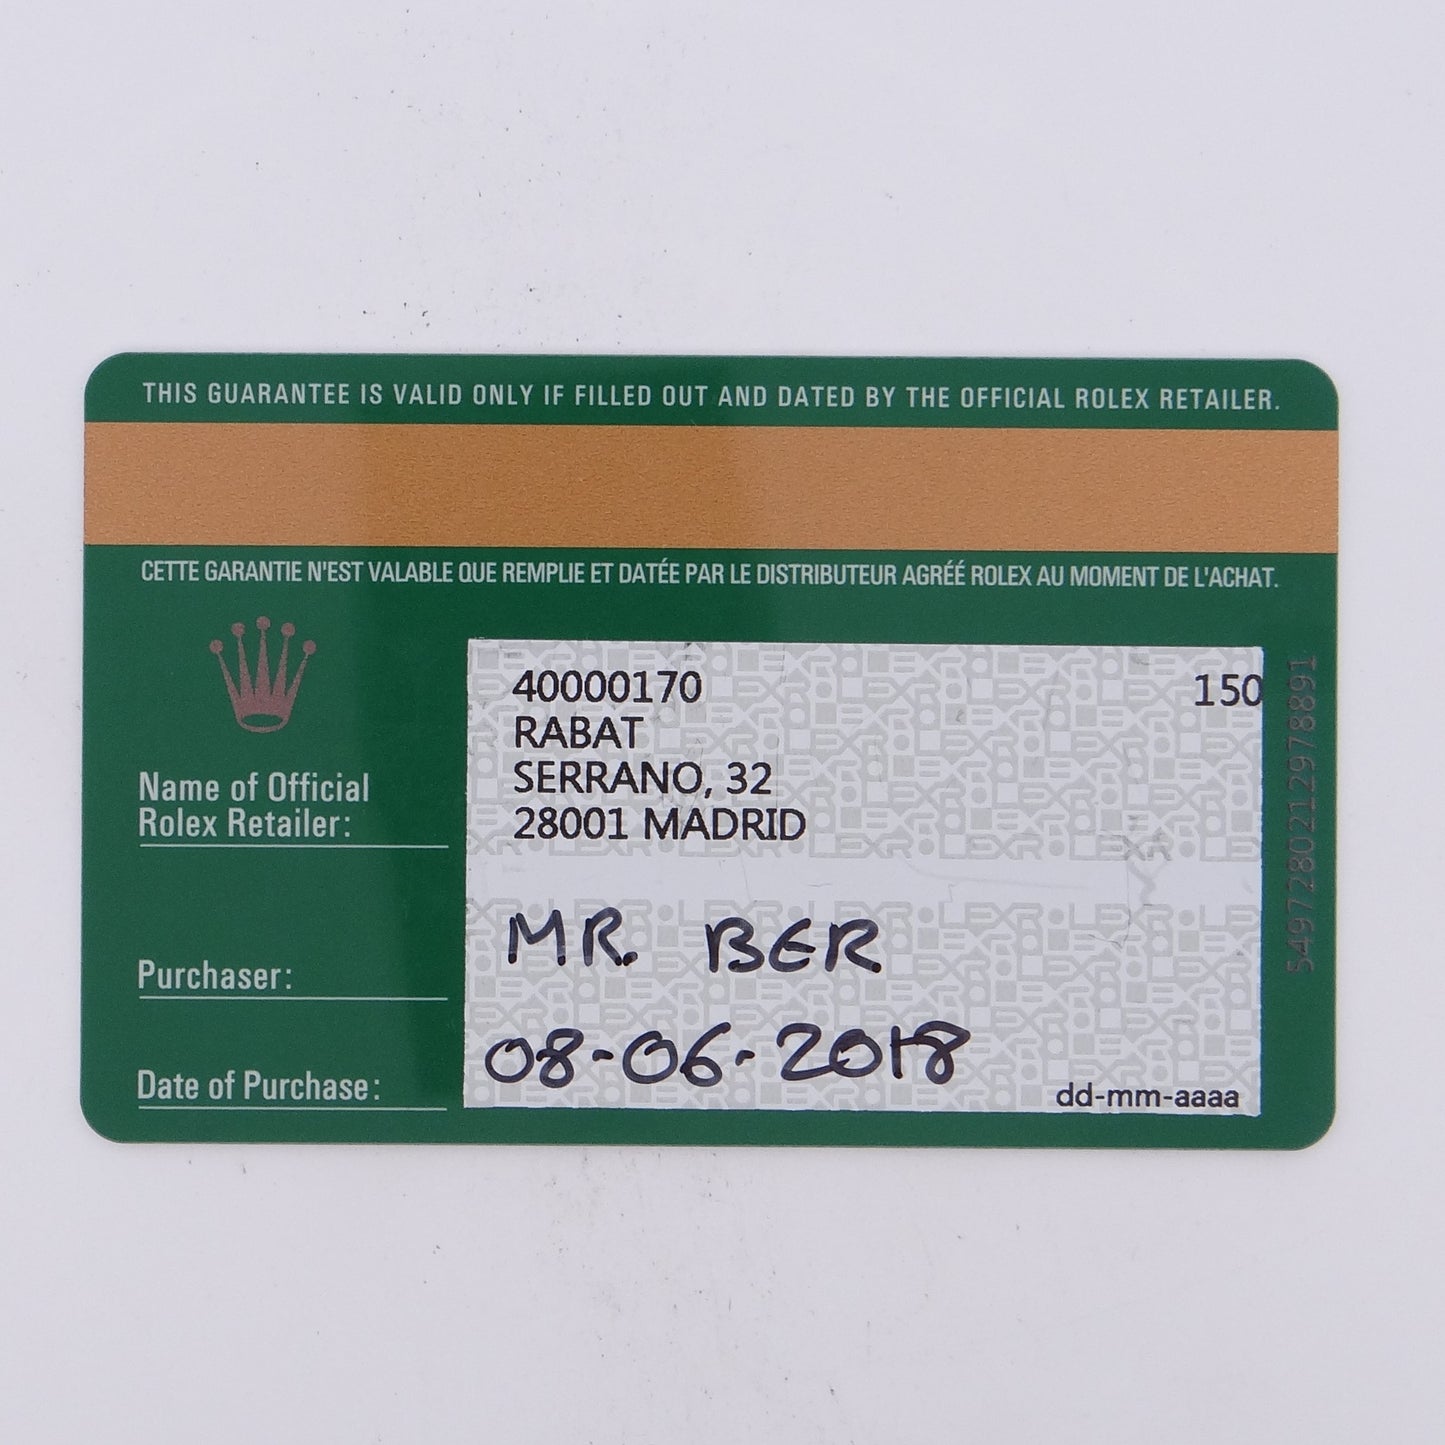 THIS GUARANTEE IS VALID ONLY IF FILLED OUT AND DATED BY THE OFFICIAL ROLEX RETAILER.
CETTE GARANTIE N'EST VALABLE QUE REMPLIE ET DATÉE PAR LE DISTRIBUTEUR AGRÉÉ ROLEX AU MOMENT DE L'ACHAT.
40000170 150
RABAT
SERRANO, 32
28001 MADRID
Name of Official
Rolex Retailer:
MR. BER
Purchaser:
08-06-2018
Date of Purchase:
dd-mm-aaaa
5497280212978891